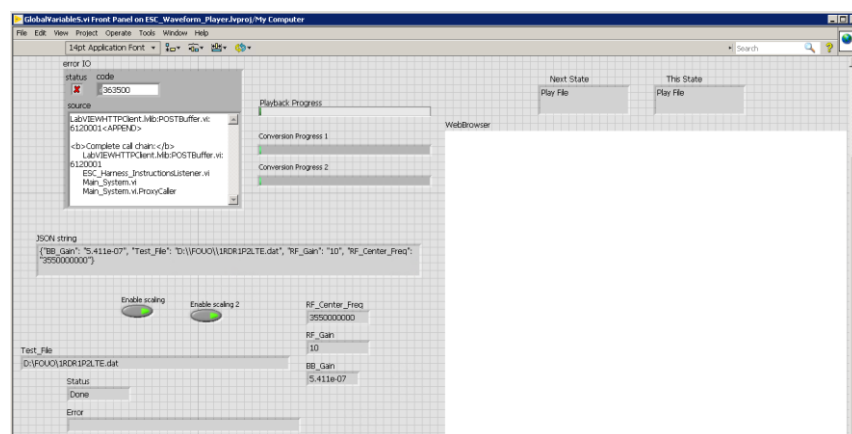 GlobalVariableS.vi Front Panel on ESC_Waveform_Player.lvproj/My Computer
File Edit View Project Operate Tools Window Help
14pt Application Font
Search
error IO
status code
363500
source
LabVIEWHTTPClient.lvlib:POSTBuffer.vi:
6120001<APPEND>
<b>Complete call chain:</b>
LabVIEWHTTPClient.lvlib:POSTBuffer.vi:
6120001
ESC_Harness_InstructionsListener.vi
Main_System.vi
Main_System.vi.ProxyCaller
Playback Progress
Conversion Progress 1
Conversion Progress 2
Next State
Play File
This State
Play File
WebBrowser
JSON string
{"BB_Gain": "5.411e-07", "Test_File": "D:\\FOUO\\1RDR1P2LTE.dat", "RF_Gain": "10", "RF_Center_Freq":
"3550000000"}
Enable scaling
Enable scaling 2
RF_Center_Freq
3550000000
RF_Gain
10
BB_Gain
5.411e-07
Test_File
D:\FOUO\1RDR1P2LTE.dat
Status
Done
Error